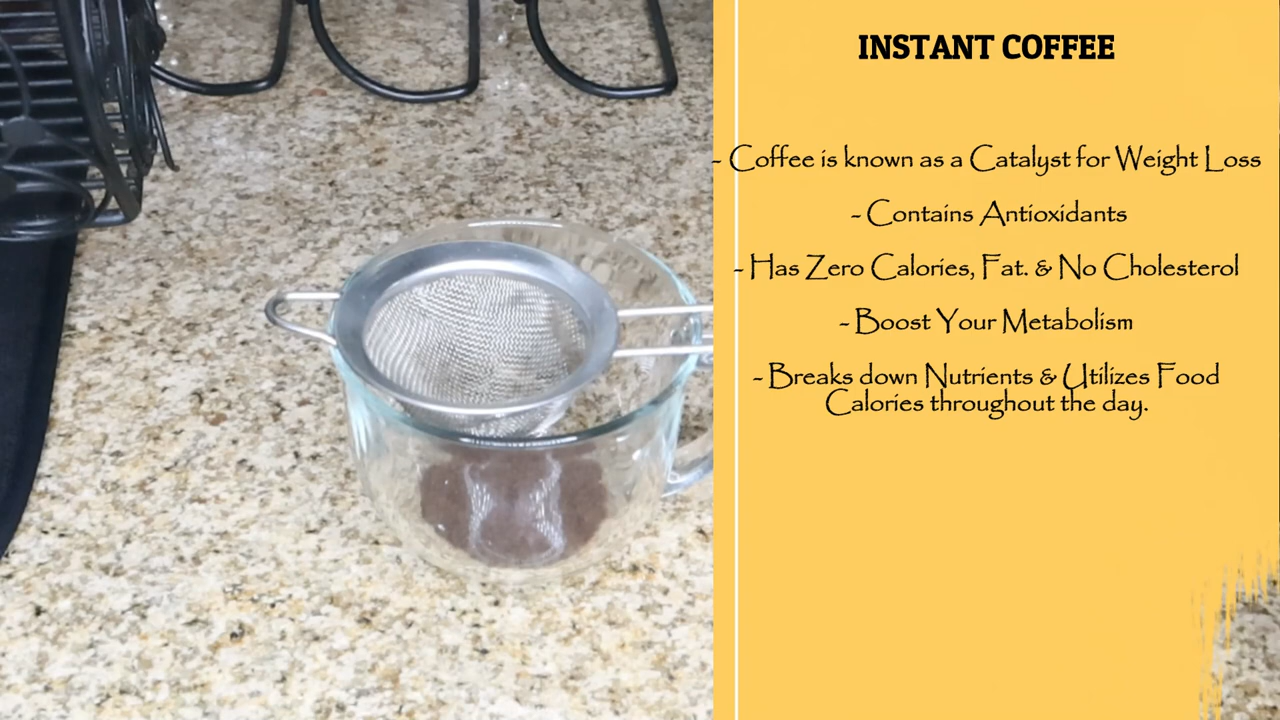 INSTANT COFFEE
- Coffee is known as a Catalyst for Weight Loss
- Contains Antioxidants
- Has Zero Calories, Fat. & No Cholesterol
- Boost Your Metabolism
- Breaks down Nutrients & Utilizes Food
Calories throughout the day.